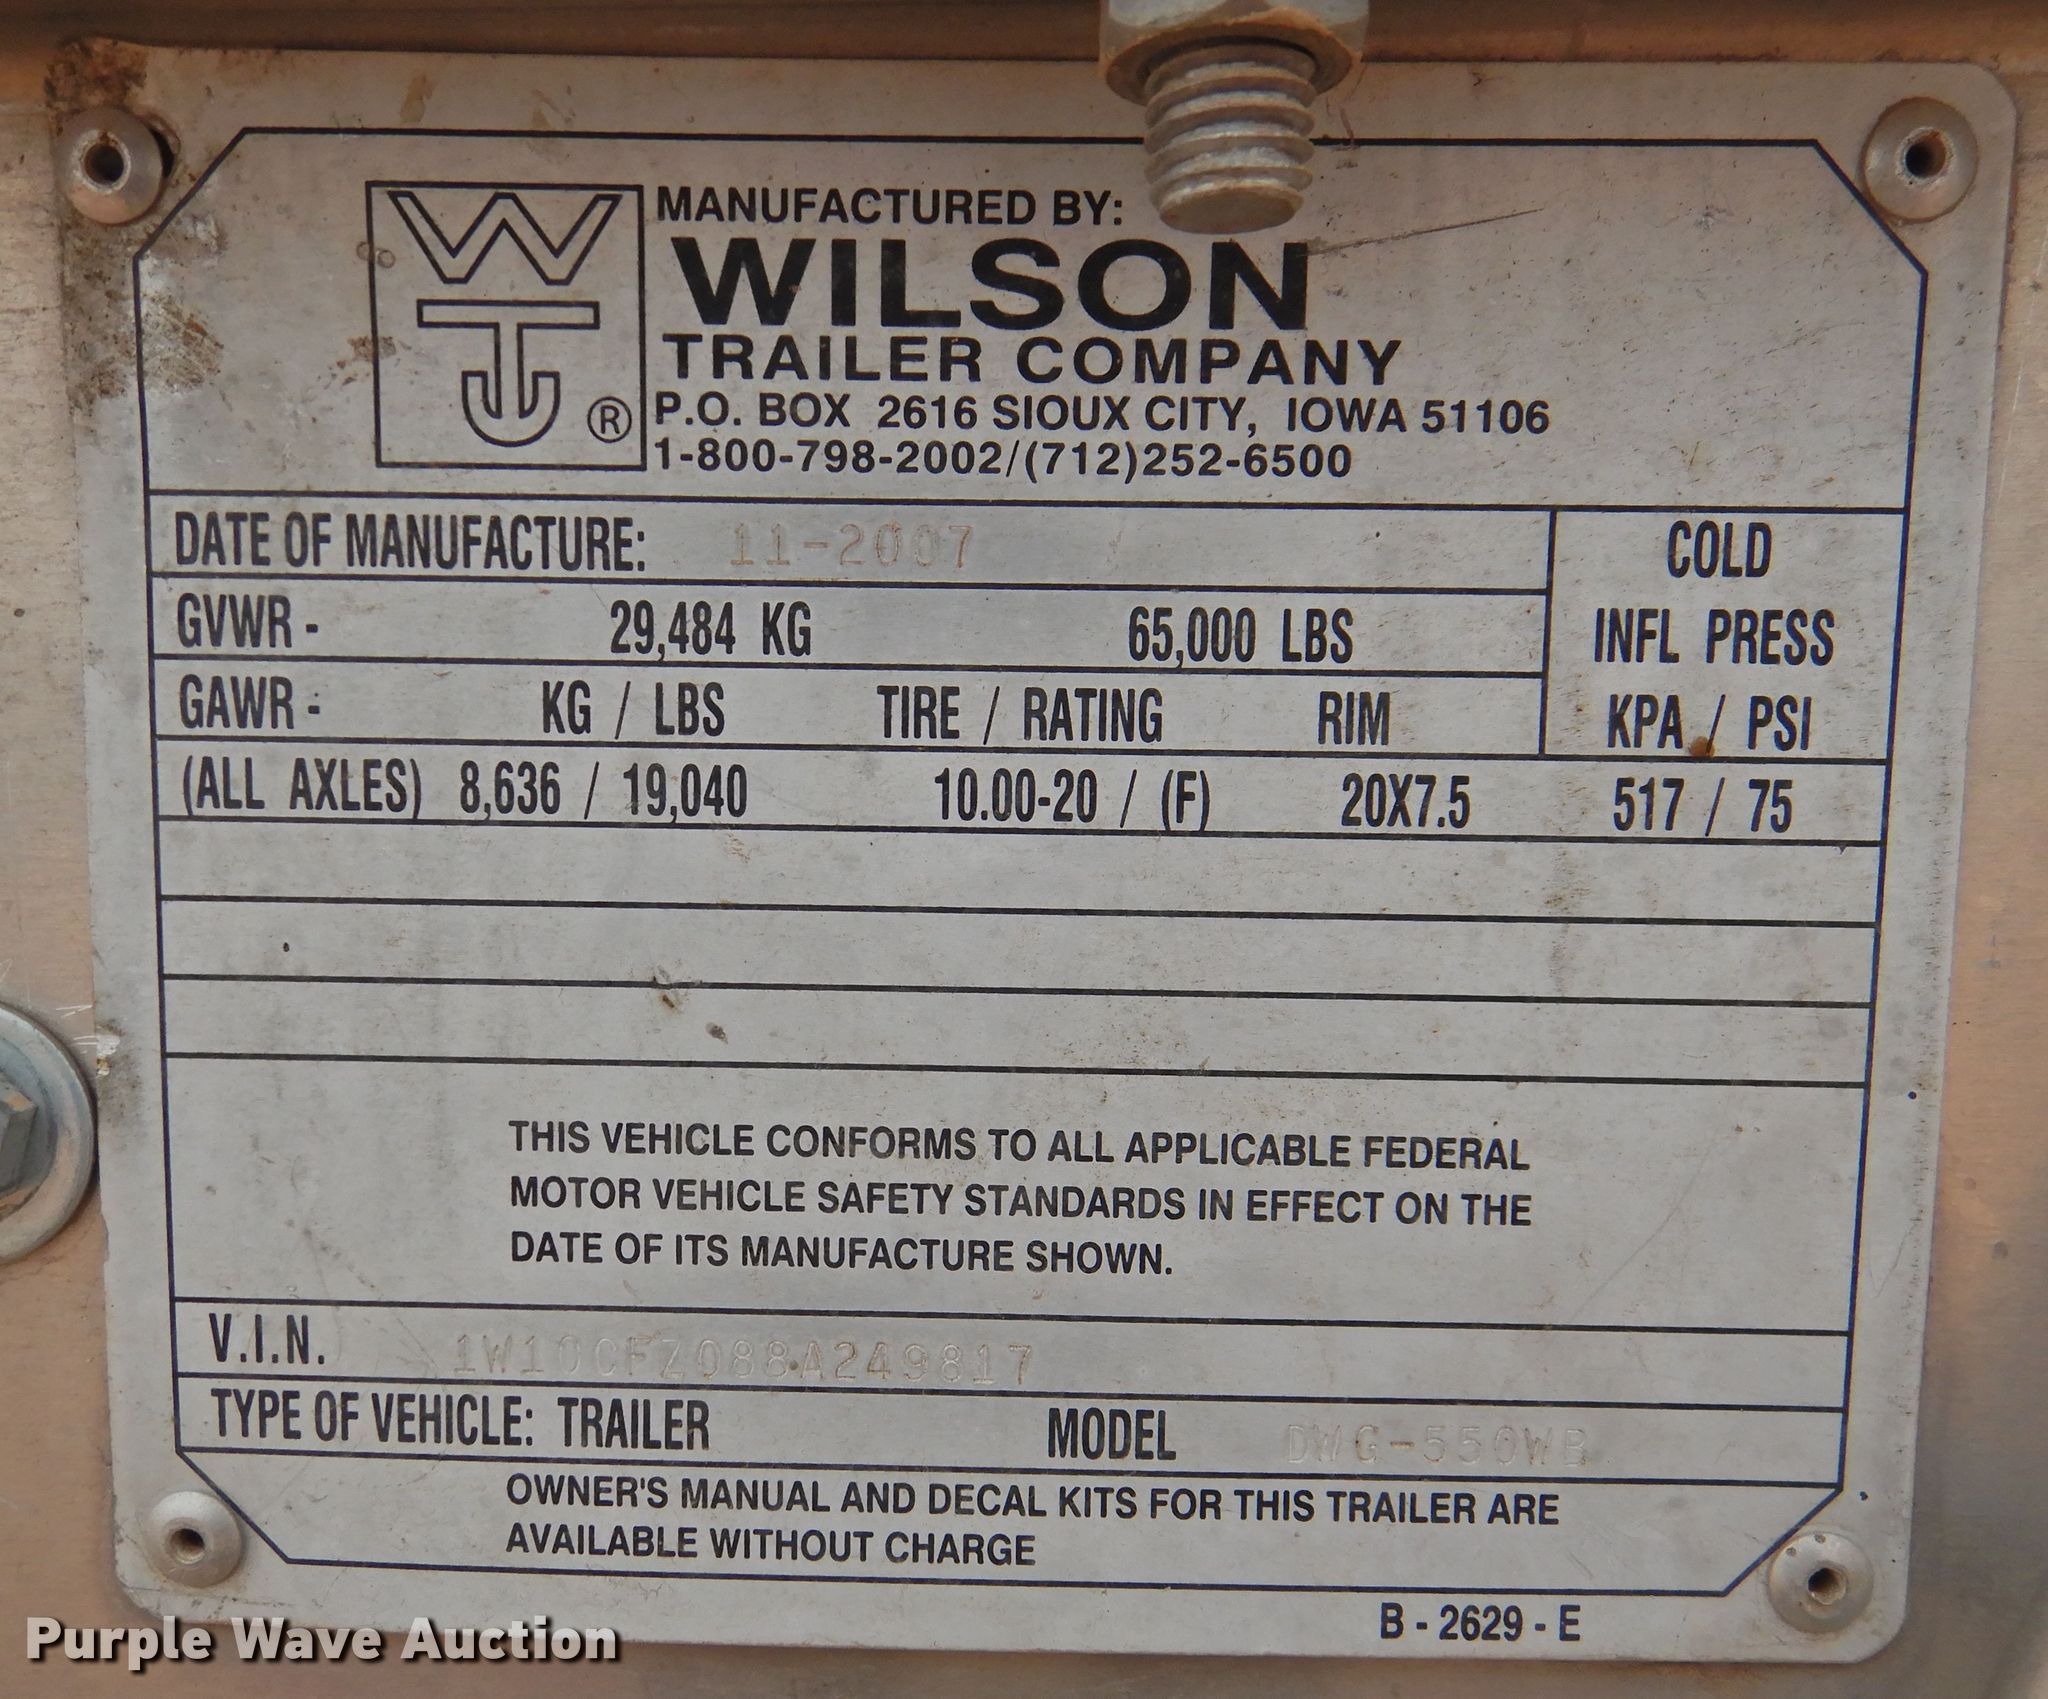 MANUFACTURED BY:
WILSON
TRAILER COMPANY
WT ®
P.O. BOX 2616 SIOUX CITY, IOWA 51106
1-800-798-2002/(712)252-6500
DATE OF MANUFACTURE: 11-2007
COLD
GVWR - 29,484 KG 65,000 LBS
INFL PRESS
GAWR - KG / LBS TIRE / RATING RIM
KPA / PSI
(ALL AXLES) 8,636 / 19,040 10.00-20 / (F) 20X7.5 517 / 75
THIS VEHICLE CONFORMS TO ALL APPLICABLE FEDERAL
MOTOR VEHICLE SAFETY STANDARDS IN EFFECT ON THE
DATE OF ITS MANUFACTURE SHOWN.
V.I.N. 1W10CFZ088A249817
TYPE OF VEHICLE: TRAILER MODEL DWG-550WB
OWNER'S MANUAL AND DECAL KITS FOR THIS TRAILER ARE
AVAILABLE WITHOUT CHARGE
B - 2629 - E
Purple Wave Auction